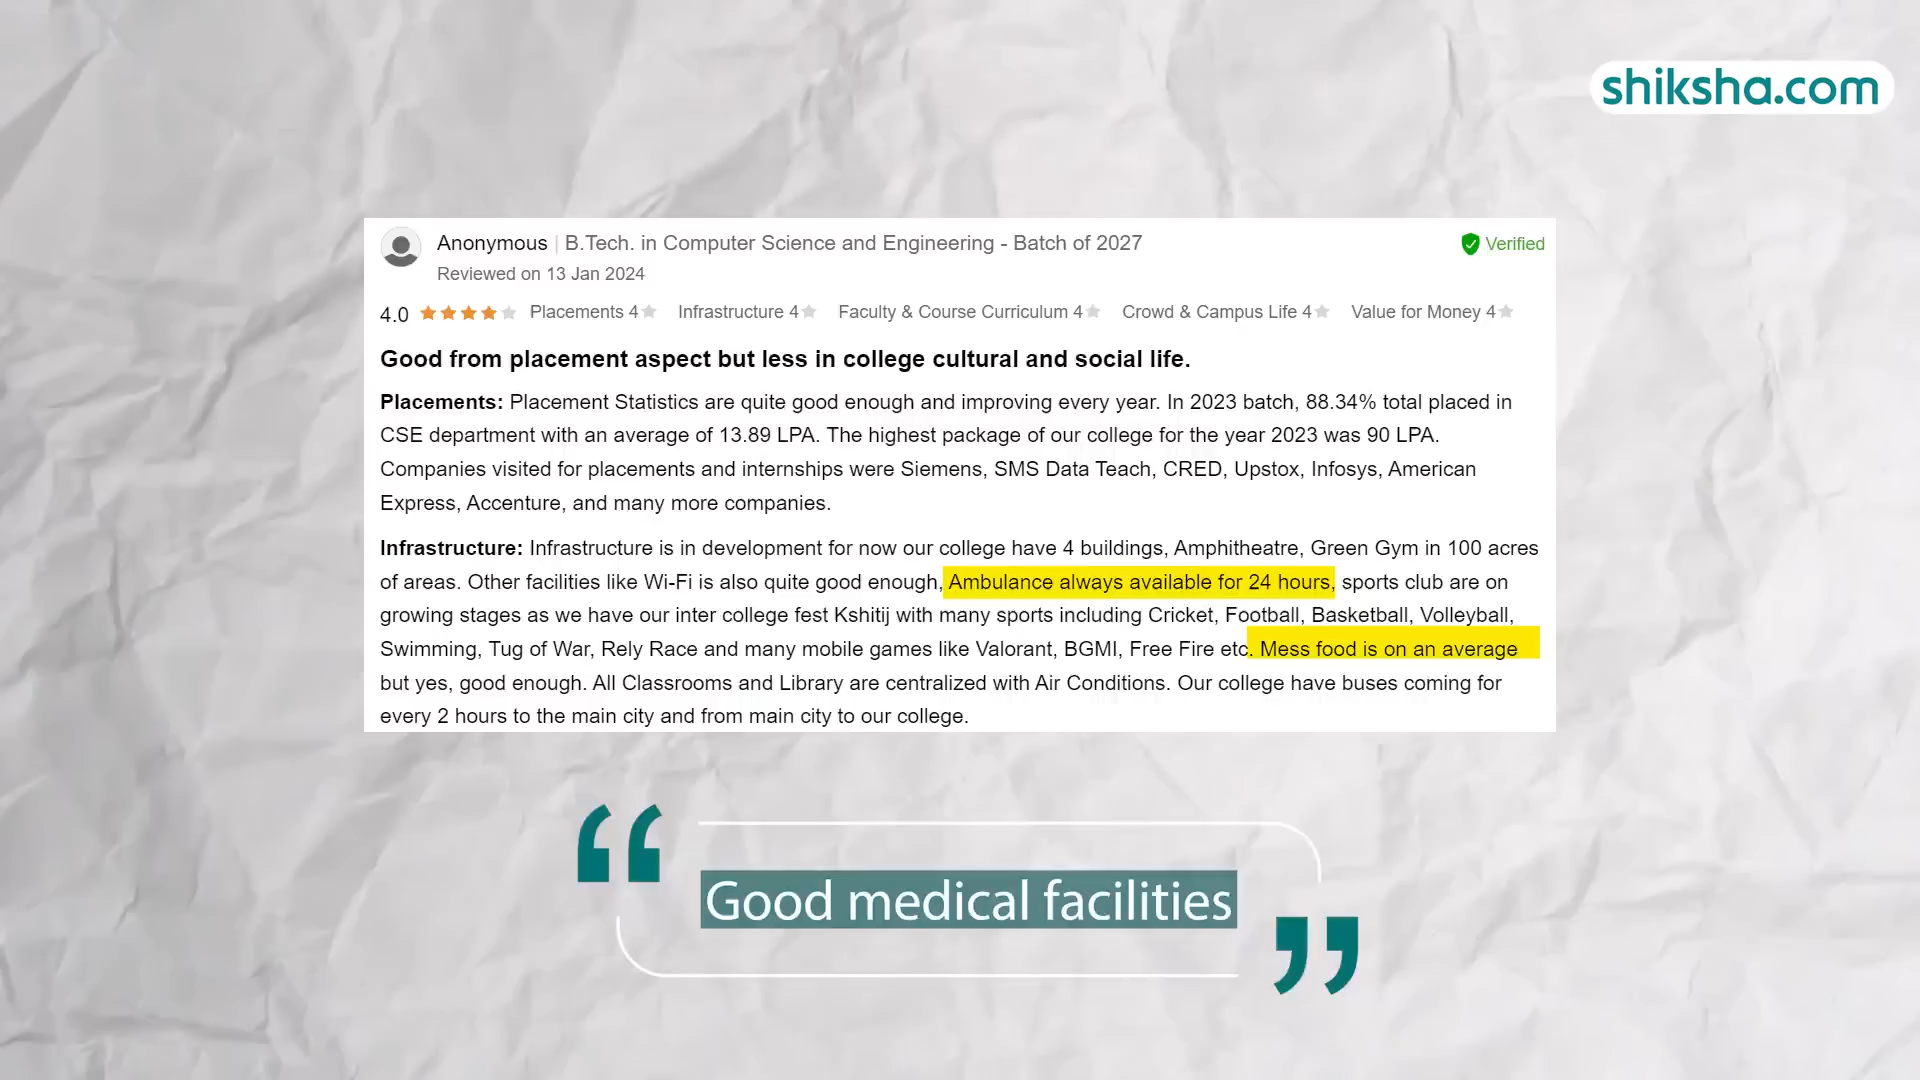 shiksha.com
Anonymous | B.Tech. in Computer Science and Engineering - Batch of 2027
Verified
Reviewed on 13 Jan 2024
4.0 Placements 4 Infrastructure 4 Faculty & Course Curriculum 4 Crowd & Campus Life 4 Value for Money 4
Good from placement aspect but less in college cultural and social life.
Placements: Placement Statistics are quite good enough and improving every year. In 2023 batch, 88.34% total placed in
CSE department with an average of 13.89 LPA. The highest package of our college for the year 2023 was 90 LPA.
Companies visited for placements and internships were Siemens, SMS Data Teach, CRED, Upstox, Infosys, American
Express, Accenture, and many more companies.
Infrastructure: Infrastructure is in development for now our college have 4 buildings, Amphitheatre, Green Gym in 100 acres
of areas. Other facilities like Wi-Fi is also quite good enough, Ambulance always available for 24 hours, sports club are on
growing stages as we have our inter college fest Kshitij with many sports including Cricket, Football, Basketball, Volleyball,
Swimming, Tug of War, Rely Race and many mobile games like Valorant, BGMI, Free Fire etc. Mess food is on an average
but yes, good enough. All Classrooms and Library are centralized with Air Conditions. Our college have buses coming for
every 2 hours to the main city and from main city to our college.
“Good medical facilities”